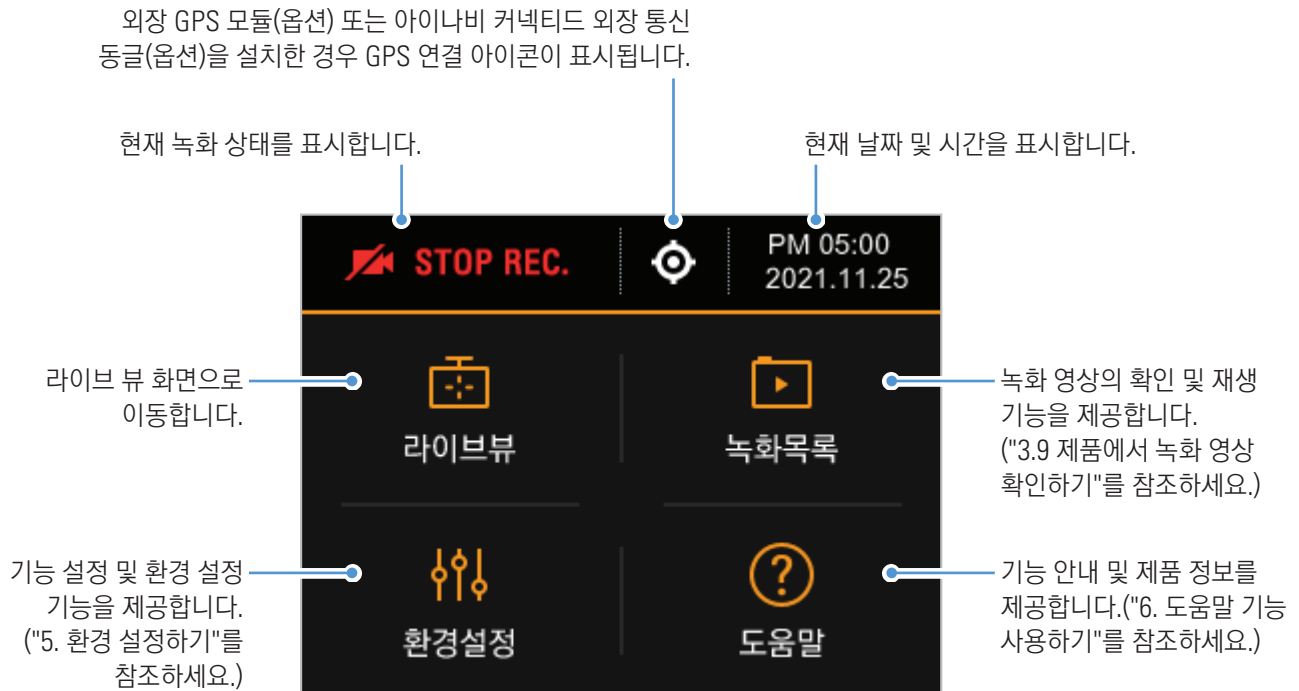 외장 GPS 모듈(옵션) 또는 아이나비 커넥티드 외장 통신
동글(옵션)을 설치한 경우 GPS 연결 아이콘이 표시됩니다.
현재 녹화 상태를 표시합니다.
현재 날짜 및 시간을 표시합니다.
STOP REC.
PM 05:00
2021.11.25
라이브 뷰 화면으로
이동합니다.
라이브뷰
녹화목록
녹화 영상의 확인 및 재생
기능을 제공합니다.
("3.9 제품에서 녹화 영상
확인하기"를 참조하세요.)
기능 설정 및 환경 설정
기능을 제공합니다.
("5. 환경 설정하기"를
참조하세요.)
환경설정
도움말
기능 안내 및 제품 정보를
제공합니다.("6. 도움말 기능
사용하기"를 참조하세요.)